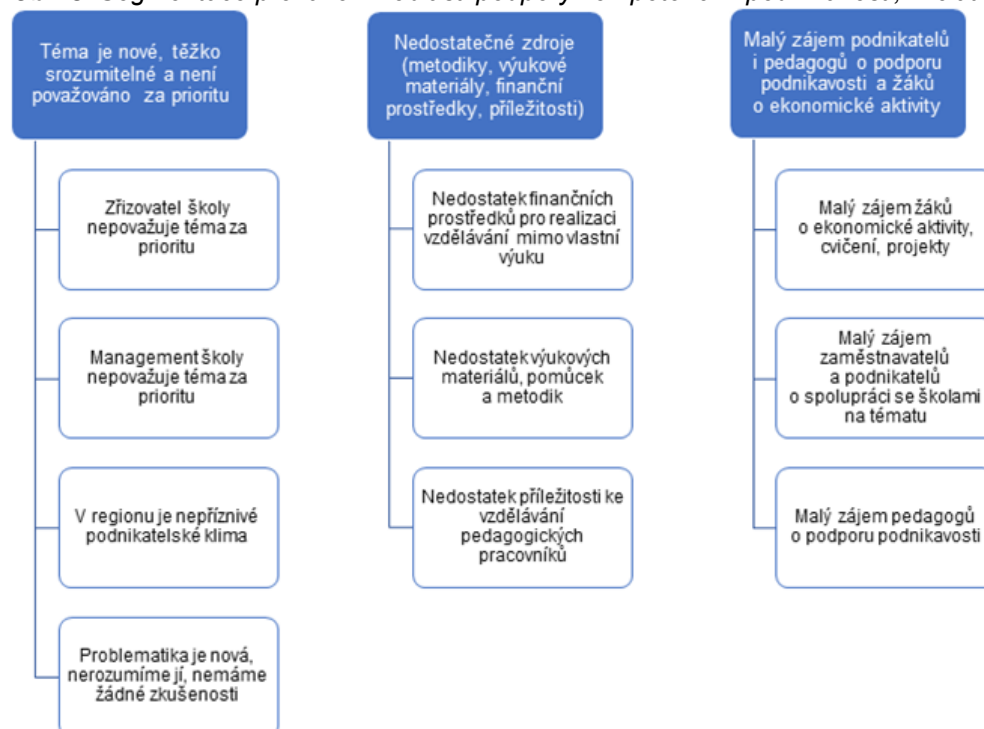 Téma je nové, těžko
srozumitelné a není
považováno za prioritu
Zřizovatel školy
nepovažuje téma za
prioritu
Management školy
nepovažuje téma za
prioritu
V regionu je nepříznivé
podnikatelské klima
Problematika je nová,
nerozumíme jí, nemáme
žádné zkušenosti
Nedostatečné zdroje
(metodiky, výukové
materiály, finanční
prostředky, příležitosti)
Nedostatek finančních
prostředků pro realizaci
vzdělávání mimo vlastní
výuku
Nedostatek výukových
materiálů, pomůcek
a metodik
Nedostatek příležitosti ke
vzdělávání
pedagogických
pracovníků
Malý zájem podnikatelů
i pedagogů o podporu
podnikavosti a žáků
o ekonomické aktivity
Malý zájem žáků
o ekonomické aktivity,
cvičení, projekty
Malý zájem
zaměstnavatelů
a podnikatelů
o spolupráci se školami
na tématu
Malý zájem pedagogů
o podporu podnikavosti